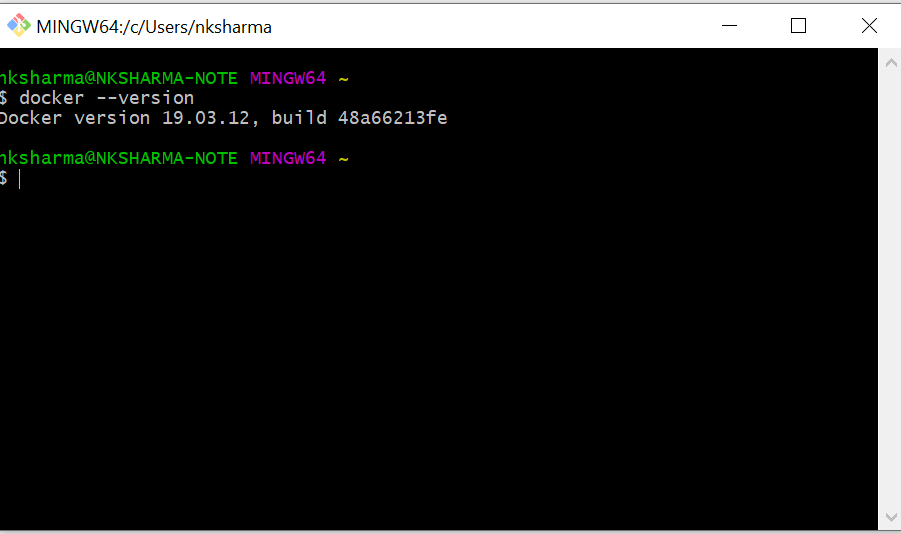 MINGW64:/c/Users/nksharma
nksharma@NKSHARMA-NOTE MINGW64 ~
$ docker --version
Docker version 19.03.12, build 48a66213fe
nksharma@NKSHARMA-NOTE MINGW64 ~
$